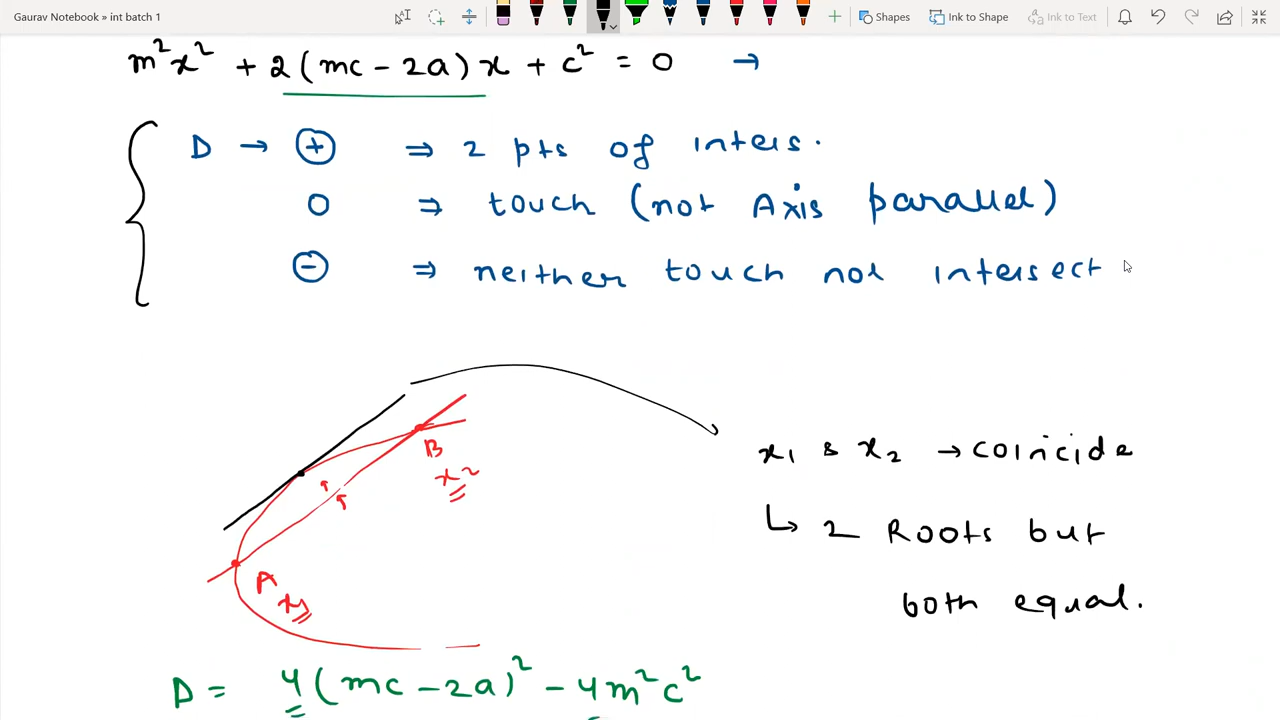 Gaurav Notebook » int batch 1
Shapes
Ink to Shape
Ink to Text
m²x² + 2(mc - 2a)x + c² = 0 →
D → + ⇒ 2 pts of inters.
0 ⇒ touch (not Axis parallel)
- ⇒ neither touch not intersect
B
x2
A
x1
x1 & x2 → coincide
↳ 2 Roots but
both equal.
D = 4(mc - 2a)² - 4m²c²